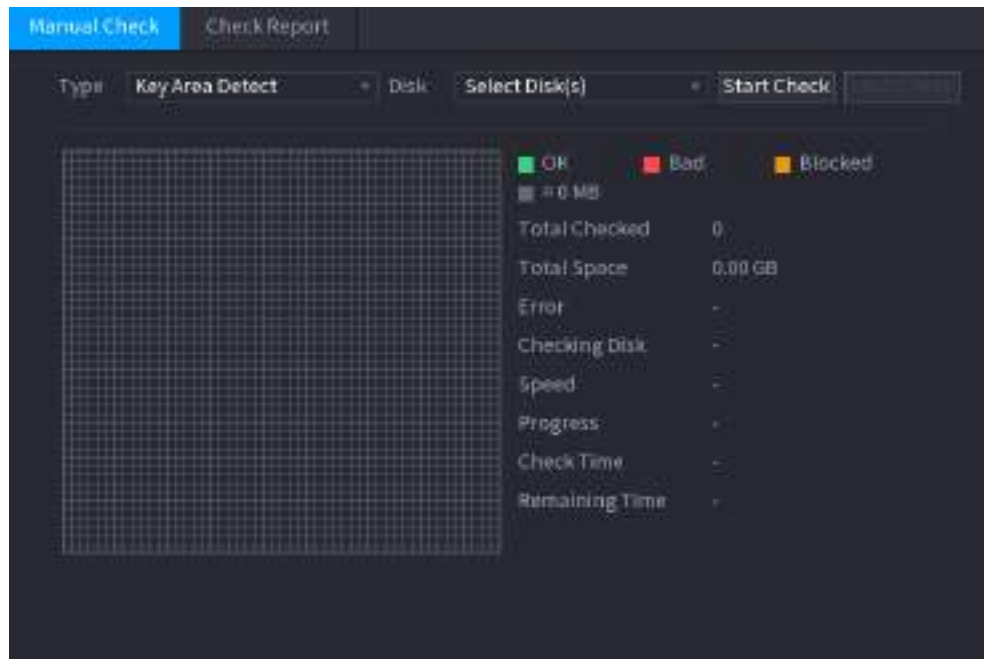 Manual Check Check Report
Type Key Area Detect Disk Select Disk(s) Start Check
OK Bad Blocked
= 0 MB
Total Checked 0
Total Space 0.00 GB
Error -
Checking Disk -
Speed -
Progress -
Check Time -
Remaining Time -